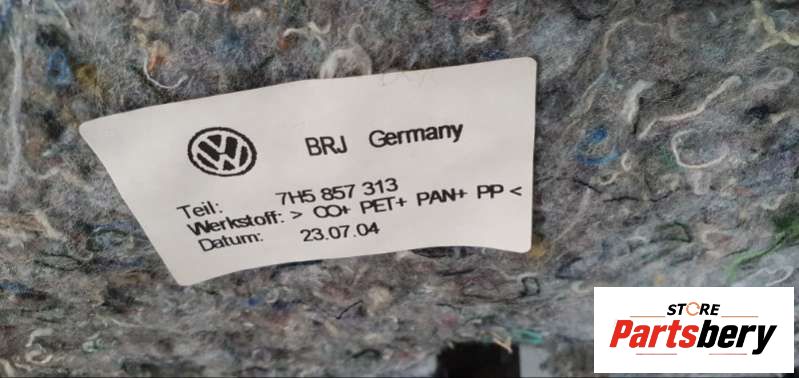 BRJ Germany
Teil: 7H5 857 313
Werkstoff: > CO+ PET+ PAN+ PP <
Datum: 23.07.04
STORE
Partsbery